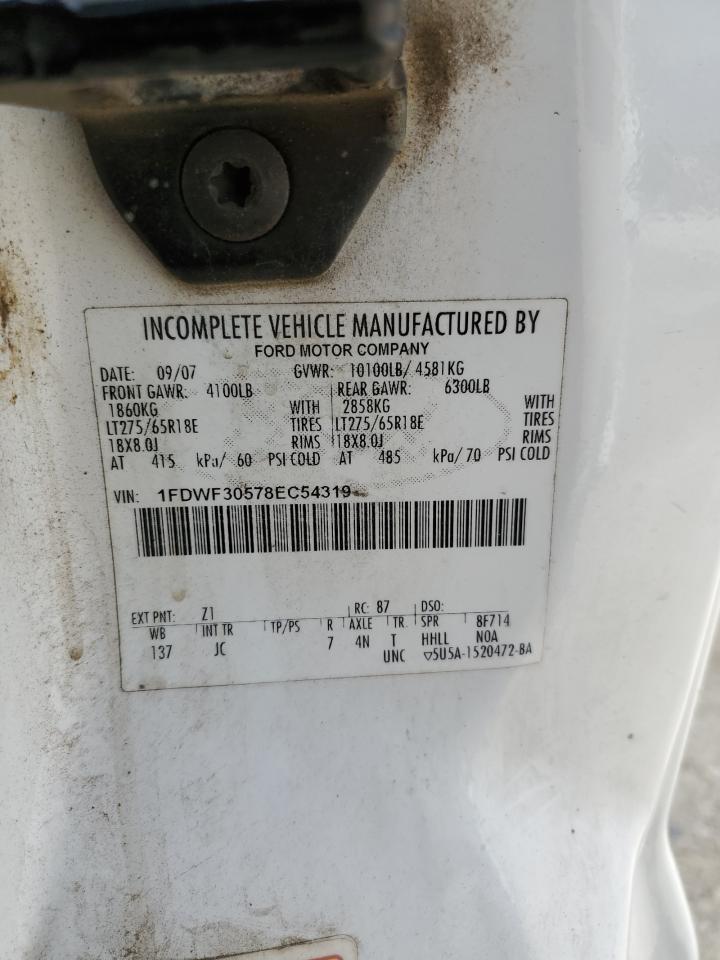 INCOMPLETE VEHICLE MANUFACTURED BY
FORD MOTOR COMPANY
DATE: 09/07 GVWR: 10100LB/ 4581KG
FRONT GAWR: 4100LB REAR GAWR: 6300LB
1860KG WITH 2858KG WITH
LT275/65R18E TIRES LT275/65R18E TIRES
18X8.0J RIMS 18X8.0J RIMS
AT 415 kPa/ 60 PSI COLD AT 485 kPa/ 70 PSI COLD
VIN: 1FDWF30578EC54319
EXT PNT: Z1 RC: 87 DSO:
WB INT TR TP/PS R AXLE TR SPR 8F714
137 JC 7 4N T HHLL NOA
UNC ▽5U5A-1520472-BA